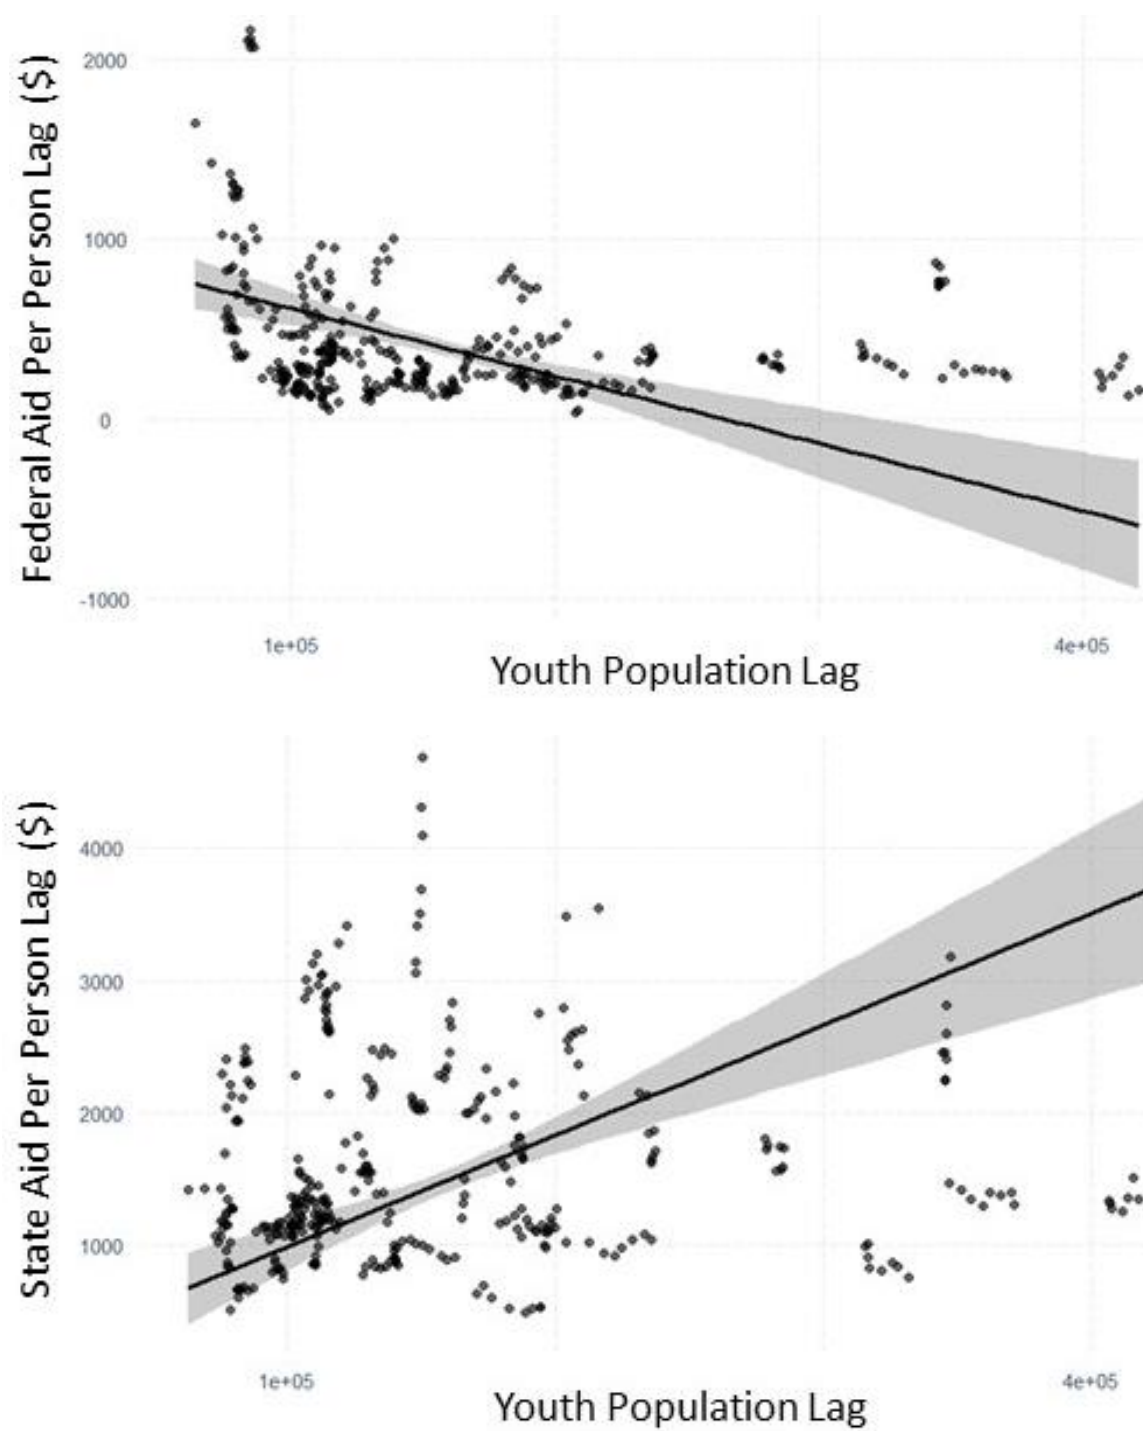 Federal Aid Per Person Lag ($)
2000
1000
0
-1000
1e+05
4e+05
Youth Population Lag
State Aid Per Person Lag ($)
4000
3000
2000
1000
1e+05
4e+05
Youth Population Lag